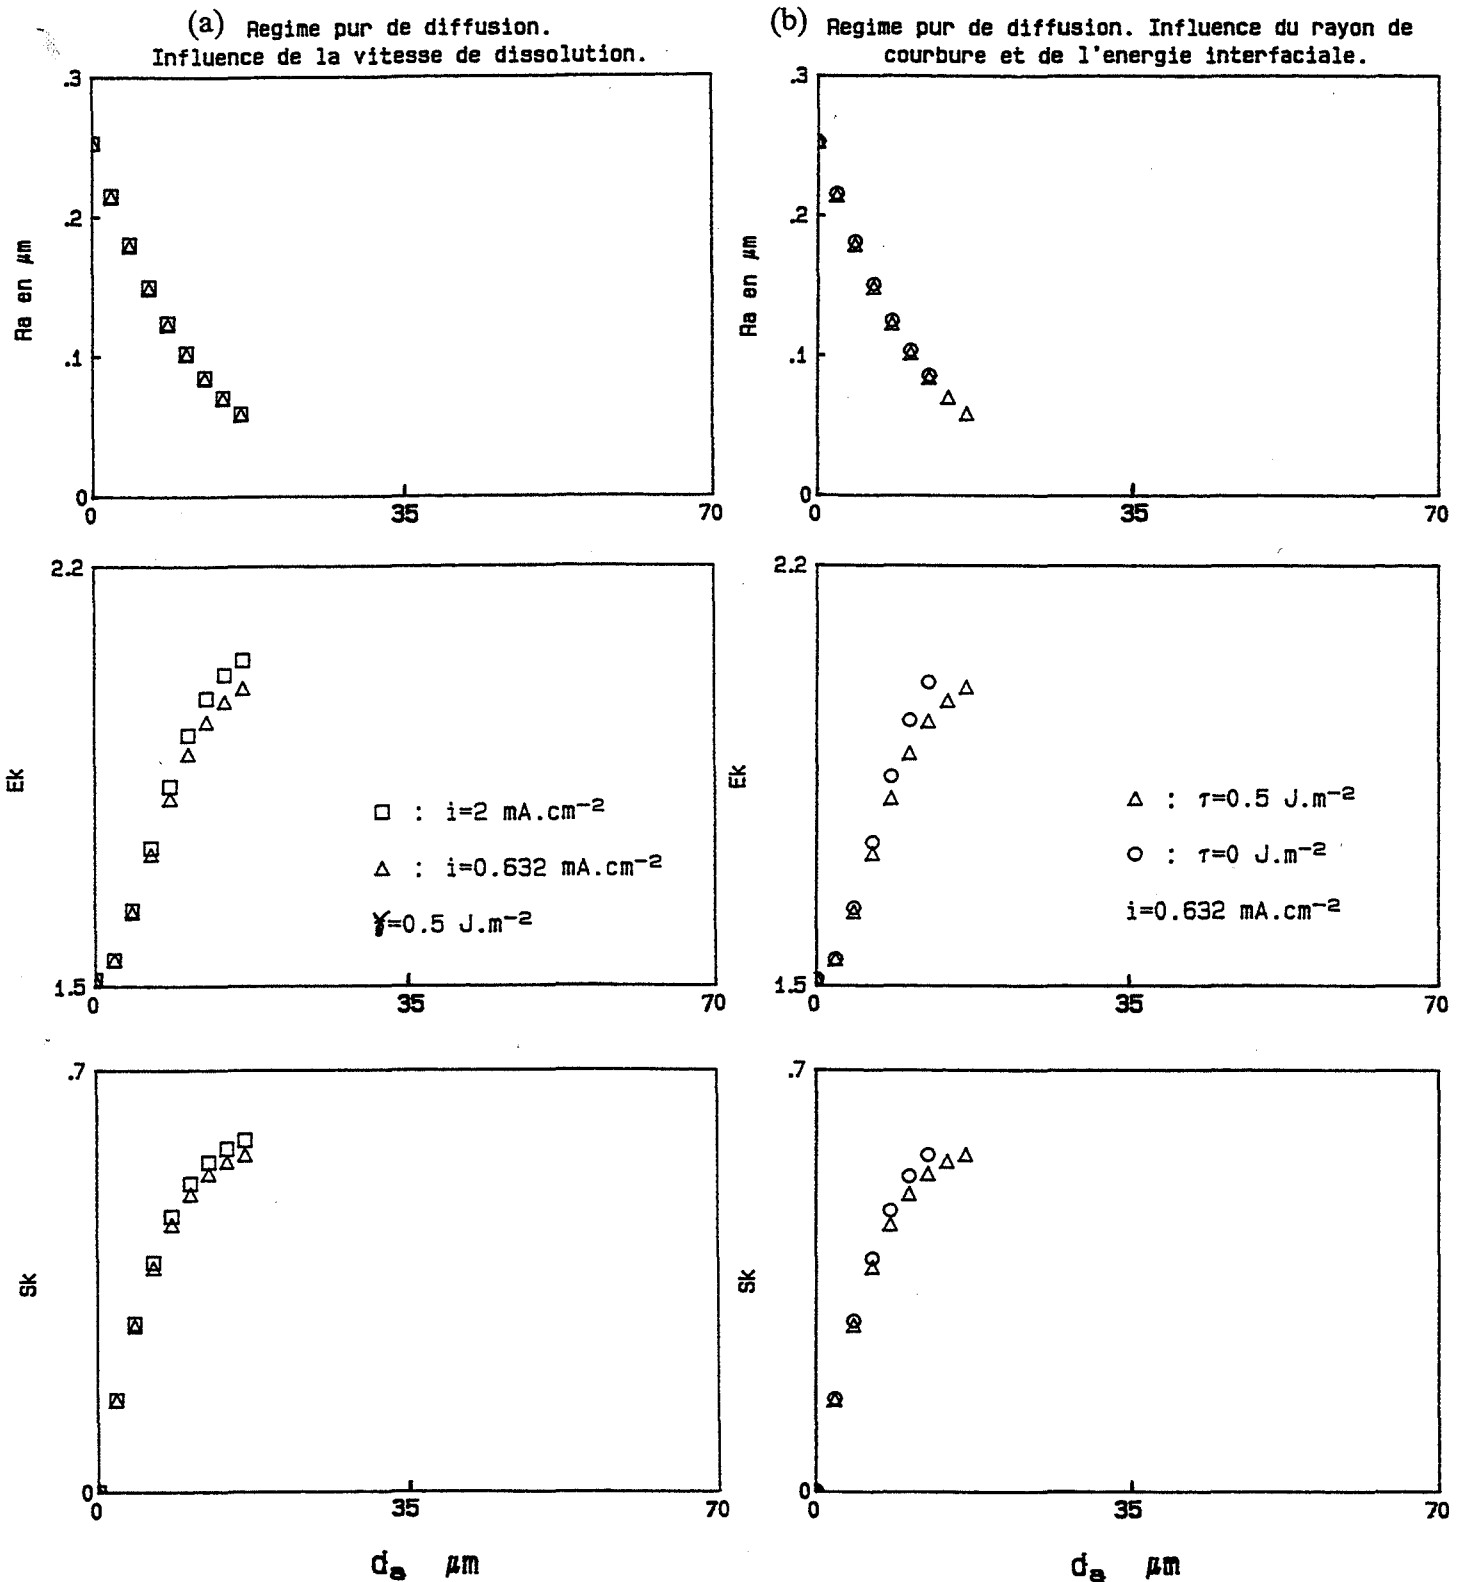 (a) Regime pur de diffusion.
Influence de la vitesse de dissolution.
.3
.2
.1
0
0
35
70
Ra en μm
2.2
1.5
0
35
70
Ek
□ : i=2 mA.cm⁻²
△ : i=0.632 mA.cm⁻²
γ=0.5 J.m⁻²
.7
0
0
35
70
Sk
dₐ μm
(b) Regime pur de diffusion. Influence du rayon de
courbure et de l'energie interfaciale.
.3
.2
.1
0
0
35
70
Ra en μm
2.2
1.5
0
35
70
Ek
△ : τ=0.5 J.m⁻²
○ : τ=0 J.m⁻²
i=0.632 mA.cm⁻²
.7
0
0
35
70
Sk
dₐ μm